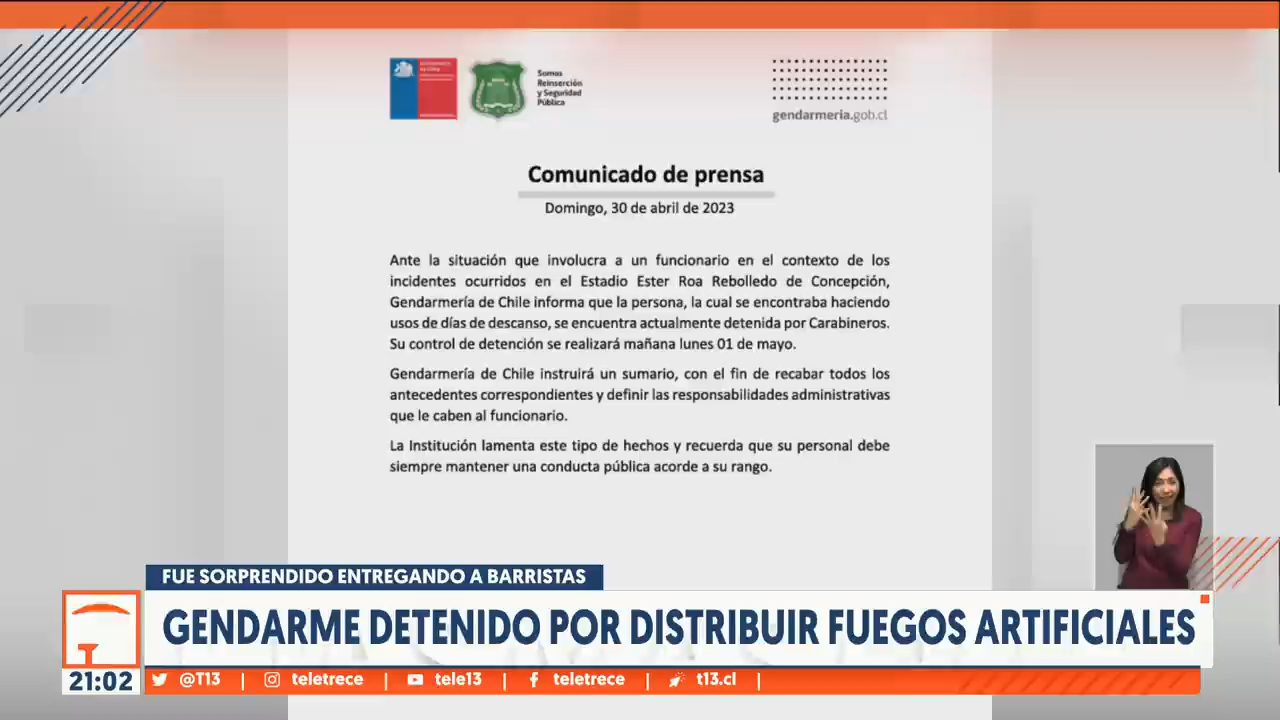 Somos
Reinserción
y Seguridad
Pública
gendarmeria.gob.cl
Comunicado de prensa
Domingo, 30 de abril de 2023
Ante la situación que involucra a un funcionario en el contexto de los
incidentes ocurridos en el Estadio Ester Roa Rebolledo de Concepción,
Gendarmería de Chile informa que la persona, la cual se encontraba haciendo
usos de días de descanso, se encuentra actualmente detenida por Carabineros.
Su control de detención se realizará mañana lunes 01 de mayo.
Gendarmería de Chile instruirá un sumario, con el fin de recabar todos los
antecedentes correspondientes y definir las responsabilidades administrativas
que le caben al funcionario.
La Institución lamenta este tipo de hechos y recuerda que su personal debe
siempre mantener una conducta pública acorde a su rango.
FUE SORPRENDIDO ENTREGANDO A BARRISTAS
GENDARME DETENIDO POR DISTRIBUIR FUEGOS ARTIFICIALES
21:02 @T13 | teletrece | tele13 | teletrece | t13.cl |